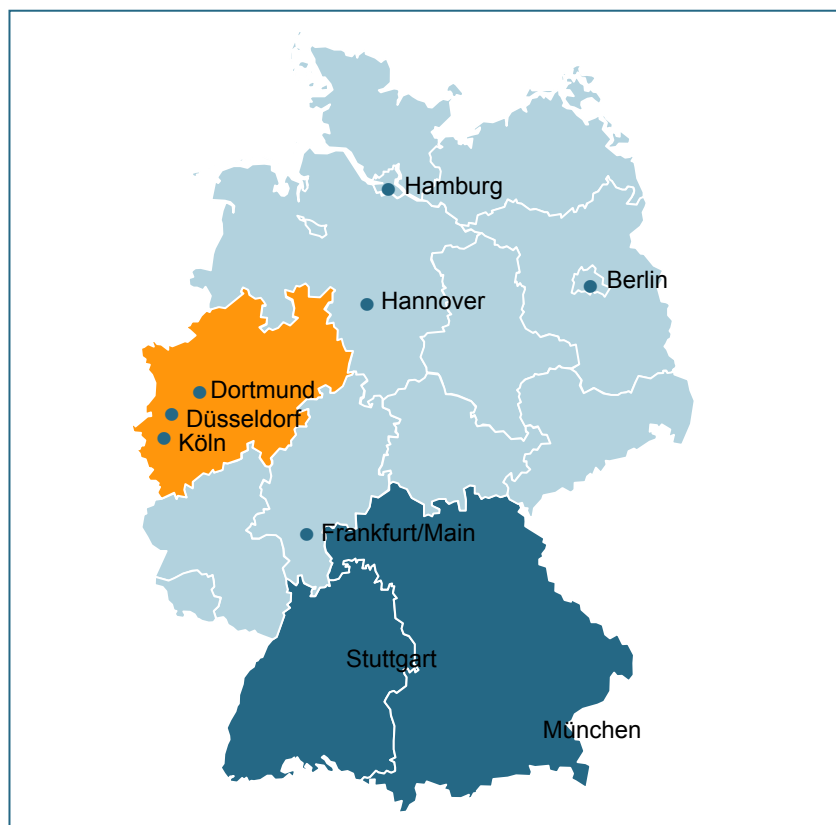 Hamburg
Berlin
Hannover
Dortmund
Düsseldorf
Köln
Frankfurt/Main
Stuttgart
München